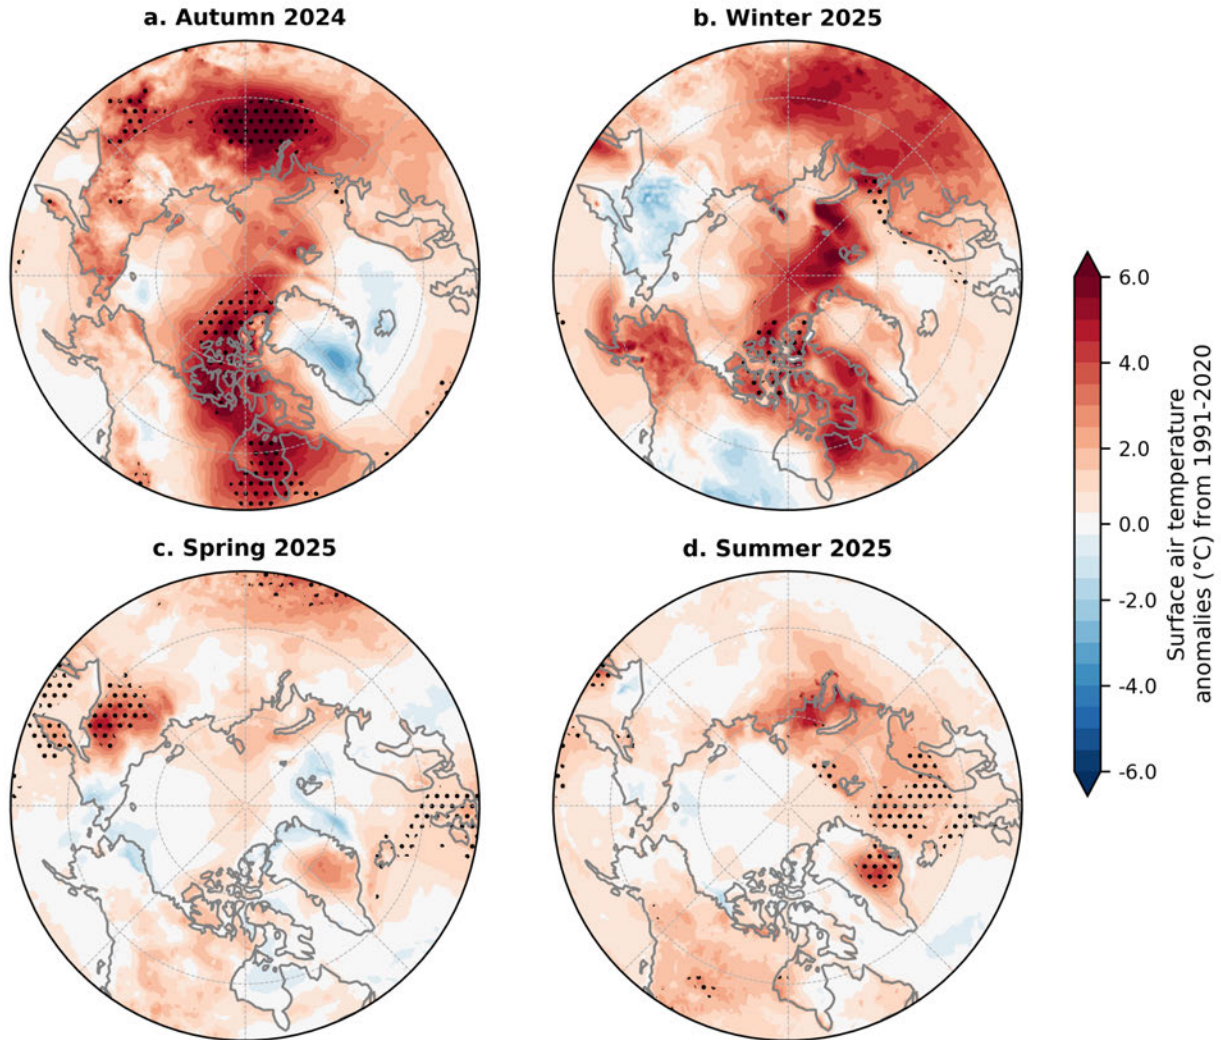 a. Autumn 2024
b. Winter 2025
c. Spring 2025
d. Summer 2025
6.0
4.0
2.0
0.0
-2.0
-4.0
-6.0
Surface air temperature
anomalies (°C) from 1991-2020